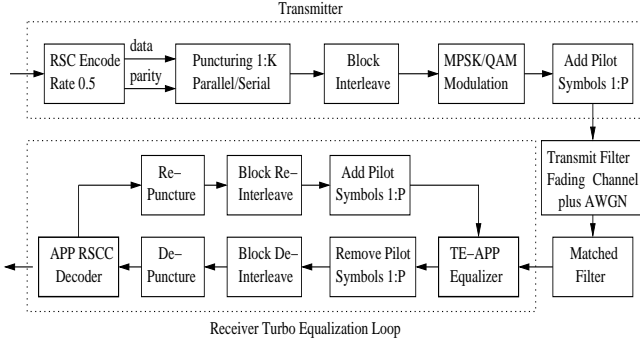 Transmitter
RSC Encode
Rate 0.5
data
parity
Puncturing 1:K
Parallel/Serial
Block
Interleave
MPSK/QAM
Modulation
Add Pilot
Symbols 1:P
Transmit Filter
Fading Channel
plus AWGN
Re-
Puncture
Block Re-
Interleave
Add Pilot
Symbols 1:P
APP RSCC
Decoder
De-
Puncture
Block De-
Interleave
Remove Pilot
Symbols 1:P
TE-APP
Equalizer
Matched
Filter
Receiver Turbo Equalization Loop